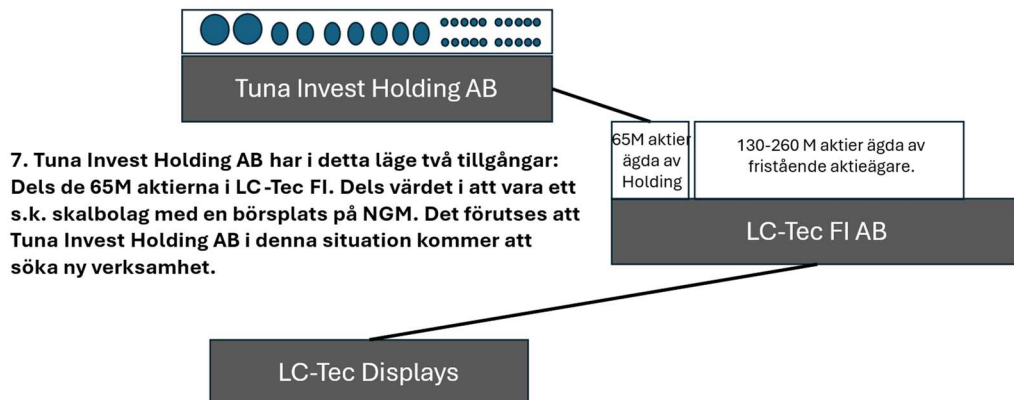 Tuna Invest Holding AB
65M aktier
ägda av
Holding
130-260 M aktier ägda av
fristående aktieägare.
7. Tuna Invest Holding AB har i detta läge två tillgångar:
Dels de 65M aktierna i LC-Tec FI. Dels värdet i att vara ett
s.k. skalbolag med en börsplats på NGM. Det förutses att
Tuna Invest Holding AB i denna situation kommer att
söka ny verksamhet.
LC-Tec FI AB
LC-Tec Displays